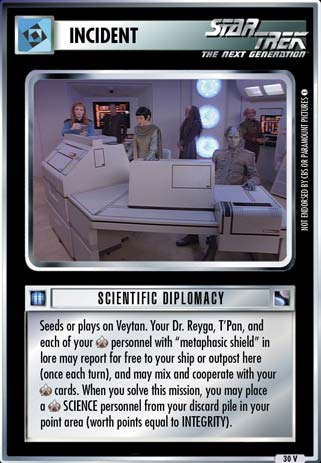 INCIDENT
STAR TREK
THE NEXT GENERATION®
NOT ENDORSED BY CBS OR PARAMOUNT PICTURES
SCIENTIFIC DIPLOMACY
Seeds or plays on Veytan. Your Dr. Reyga, T'Pan, and
each of your personnel with "metaphasic shield" in
lore may report for free to your ship or outpost here
(once each turn), and may mix and cooperate with your
cards. When you solve this mission, you may place
a SCIENCE personnel from your discard pile in your
point area (worth points equal to INTEGRITY).
30 V